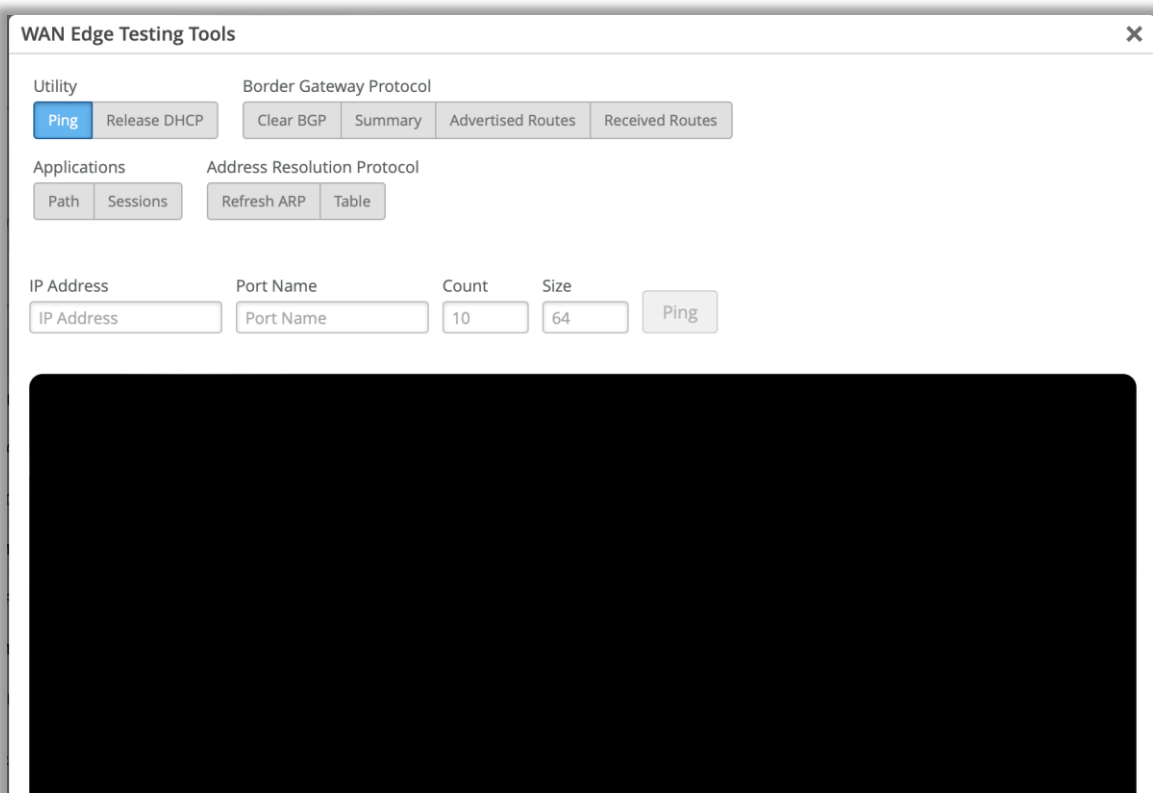 WAN Edge Testing Tools
Utility Border Gateway Protocol
Ping Release DHCP Clear BGP Summary Advertised Routes Received Routes
Applications Address Resolution Protocol
Path Sessions Refresh ARP Table
IP Address Port Name Count Size
IP Address Port Name 10 64 Ping